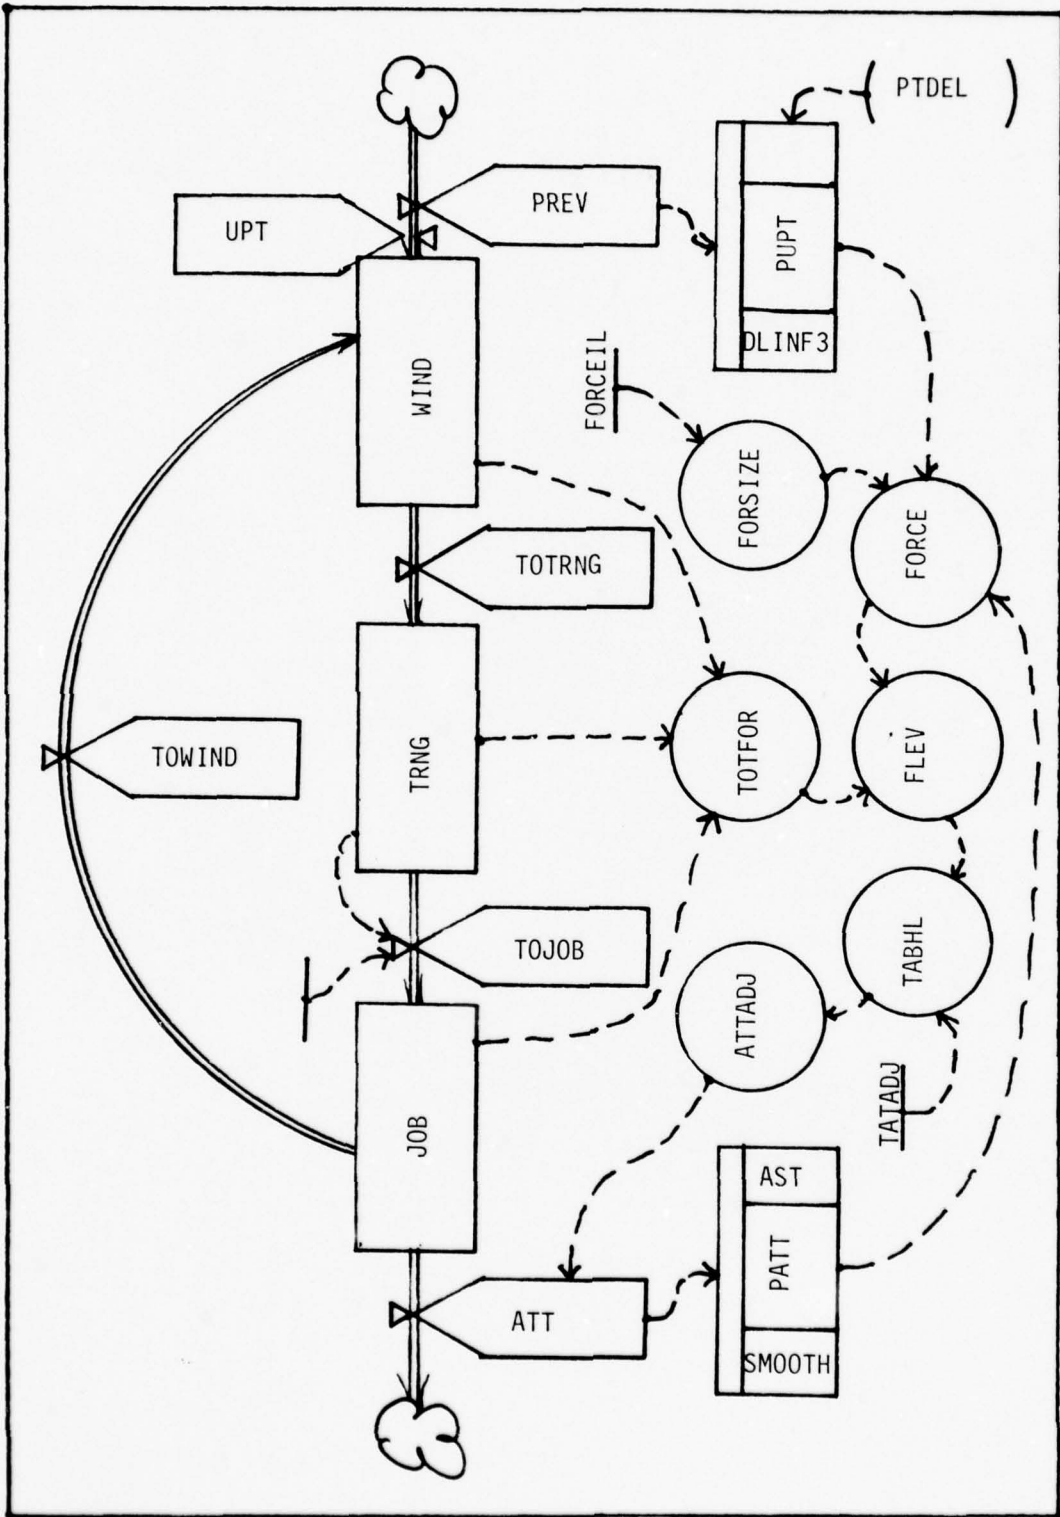 PTDEL
UPT
PREV
PUPT
DLINF3
WIND
FORCEIL
FORSIZE
FORCE
TOTRNG
TOWIND
TRNG
TOTFOR
FLEV
TOJOB
TABHL
ATTADJ
JOB
TATADJ
AST
PATT
SMOOTH
ATT